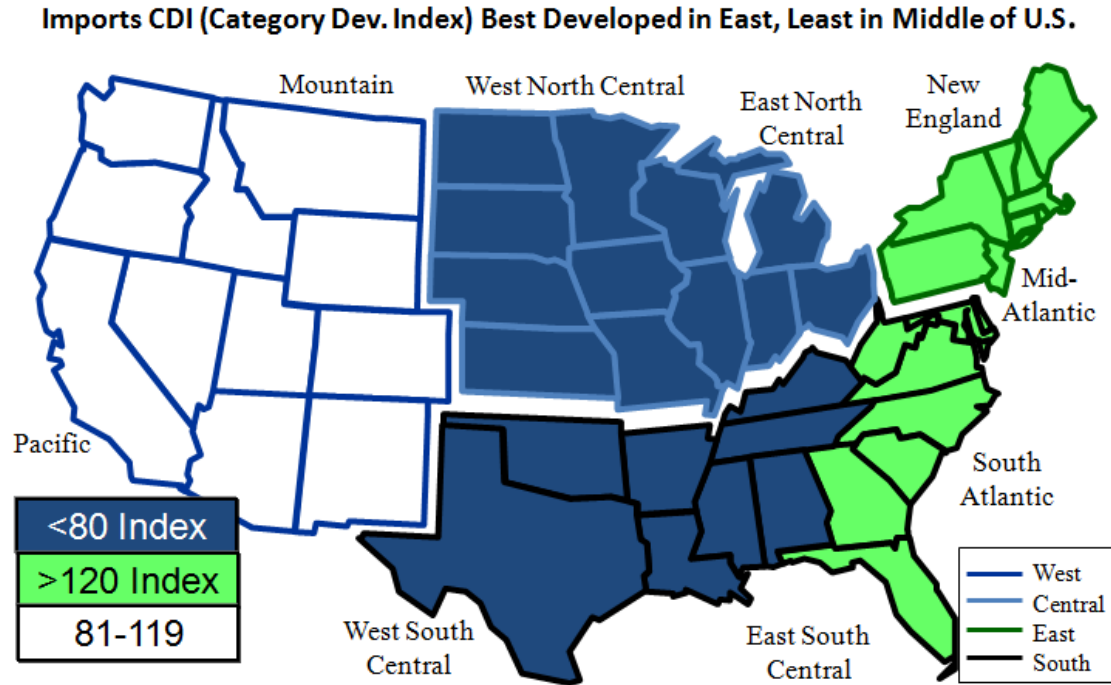 Imports CDI (Category Dev. Index) Best Developed in East, Least in Middle of U.S.
Mountain
West North Central
East North
Central
New
England
Mid-
Atlantic
Pacific
South
Atlantic
West South
Central
East South
Central
<80 Index
>120 Index
81-119
West
Central
East
South